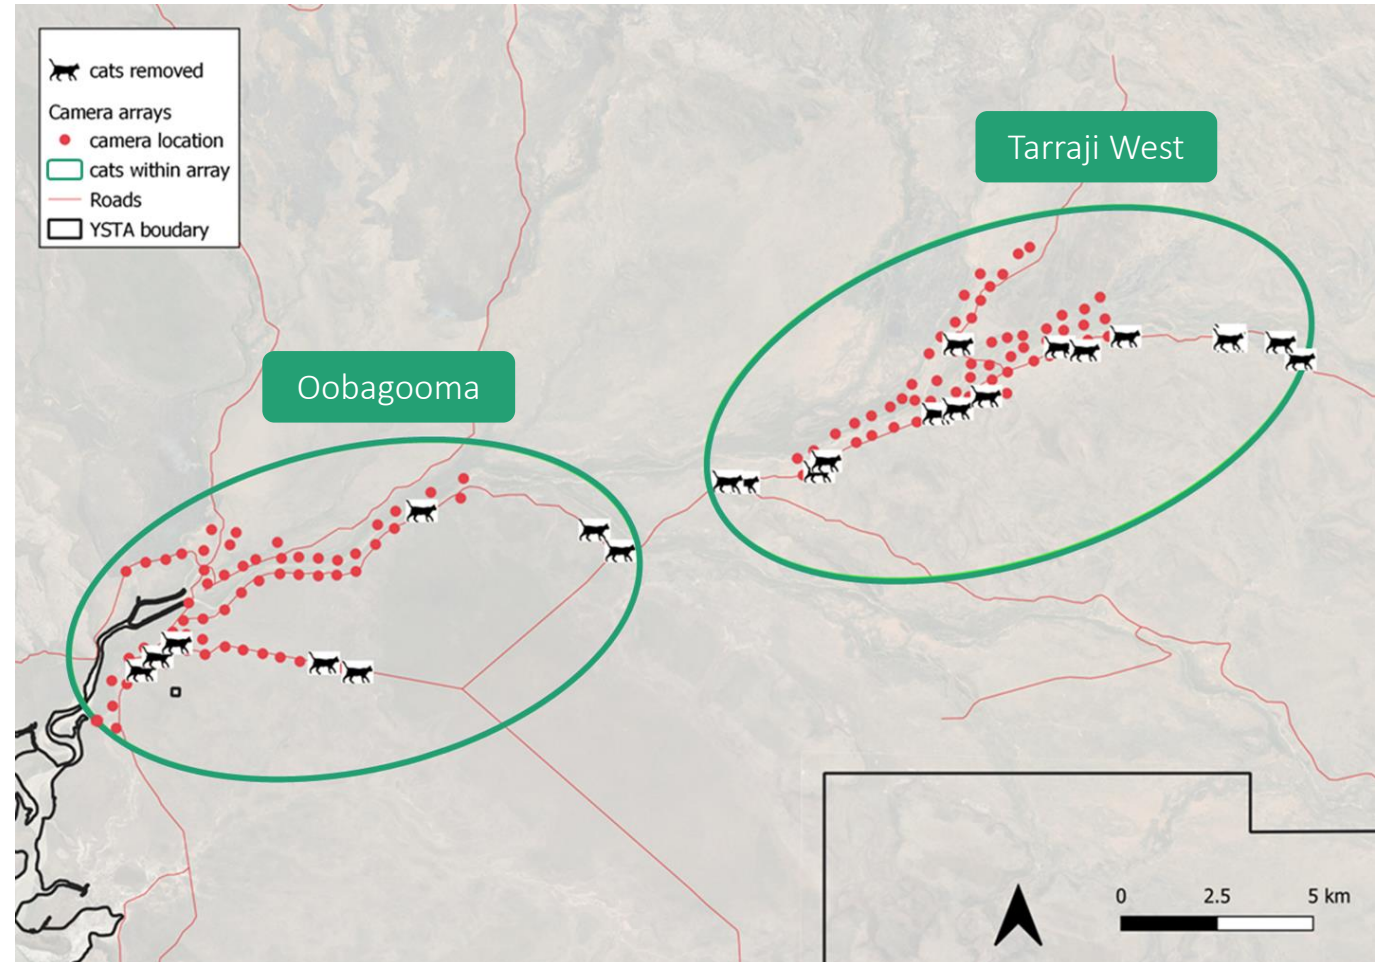 cats removed
Camera arrays
camera location
cats within array
Roads
YSTA boudary
Tarraji West
Oobagooma
0 2.5 5 km